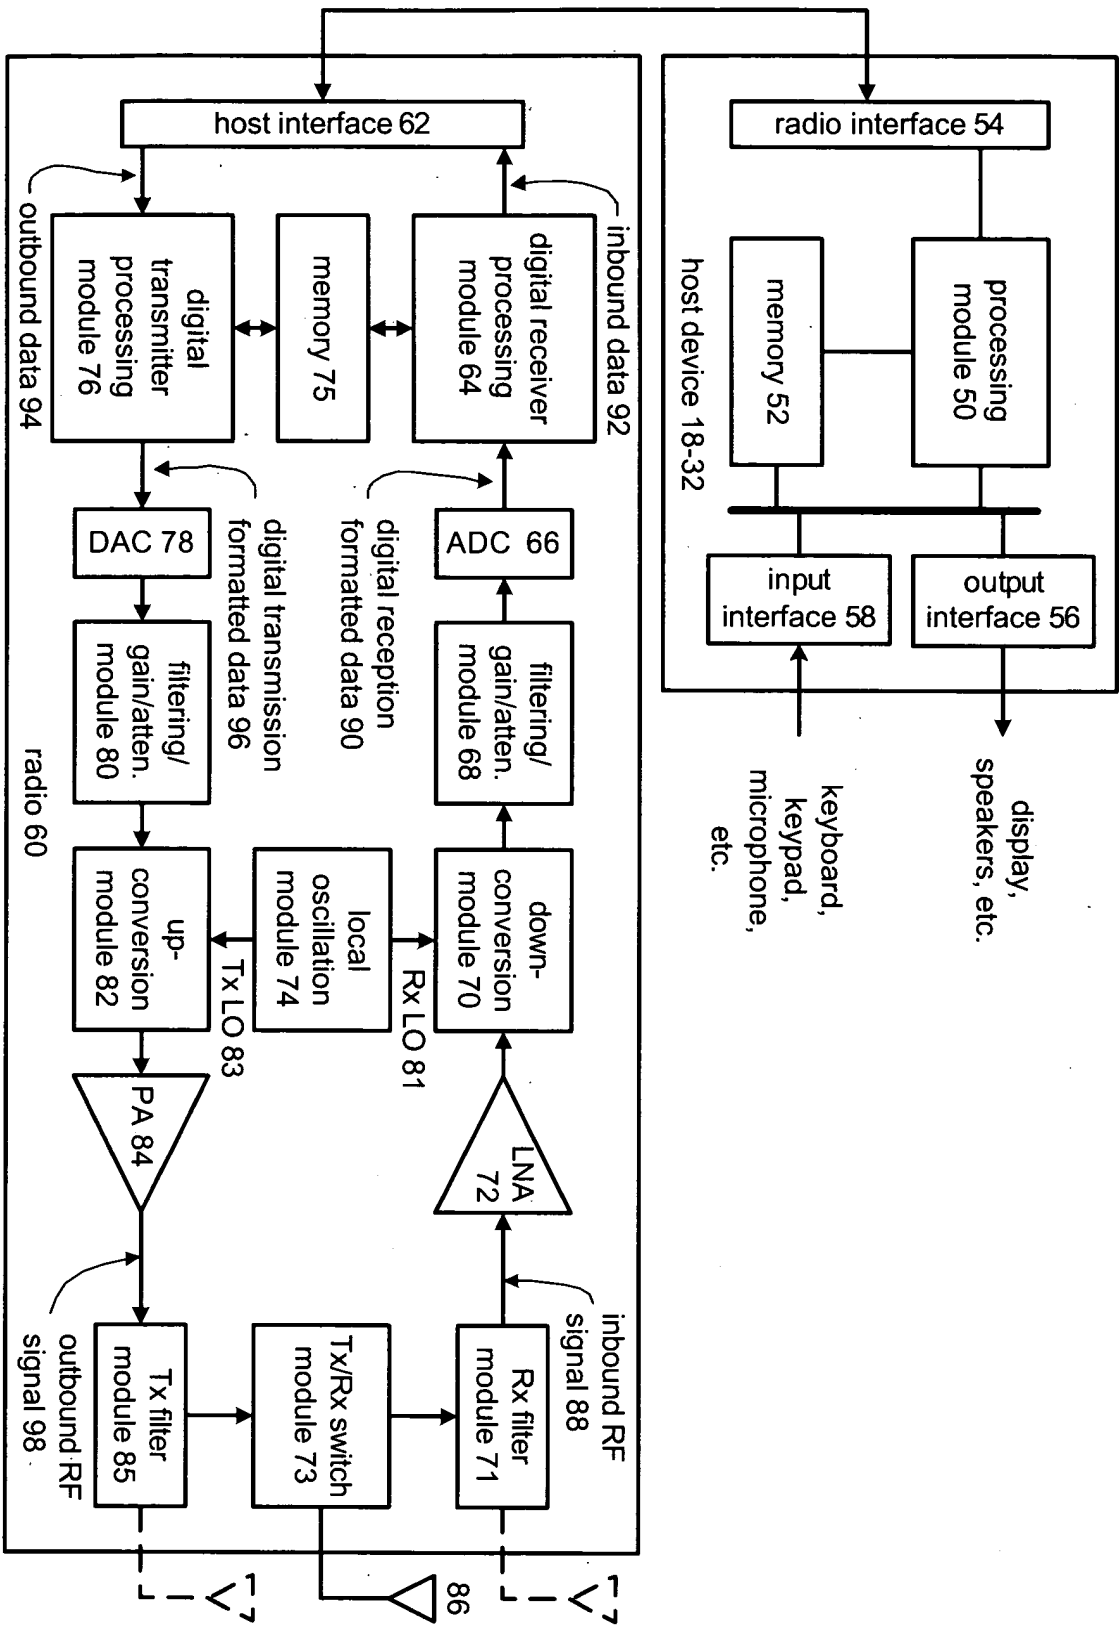 radio interface 54
processing
module 50
memory 52
host device 18-32
input
interface 58
output
interface 56
display,
speakers, etc.
keyboard,
keypad,
microphone,
etc.
host interface 62
outbound data 94
inbound data 92
digital
transmitter
processing
module 76
memory 75
digital receiver
processing
module 64
DAC 78
digital transmission
formatted data 96
digital reception
formatted data 90
ADC 66
filtering/
gain/atten.
module 80
filtering/
gain/atten.
module 68
radio 60
up-
conversion
module 82
Tx LO 83
local
oscillation
module 74
Rx LO 81
down-
conversion
module 70
PA 84
LNA
72
outbound RF
signal 98
inbound RF
signal 88
Tx filter
module 85
Tx/Rx switch
module 73
Rx filter
module 71
86